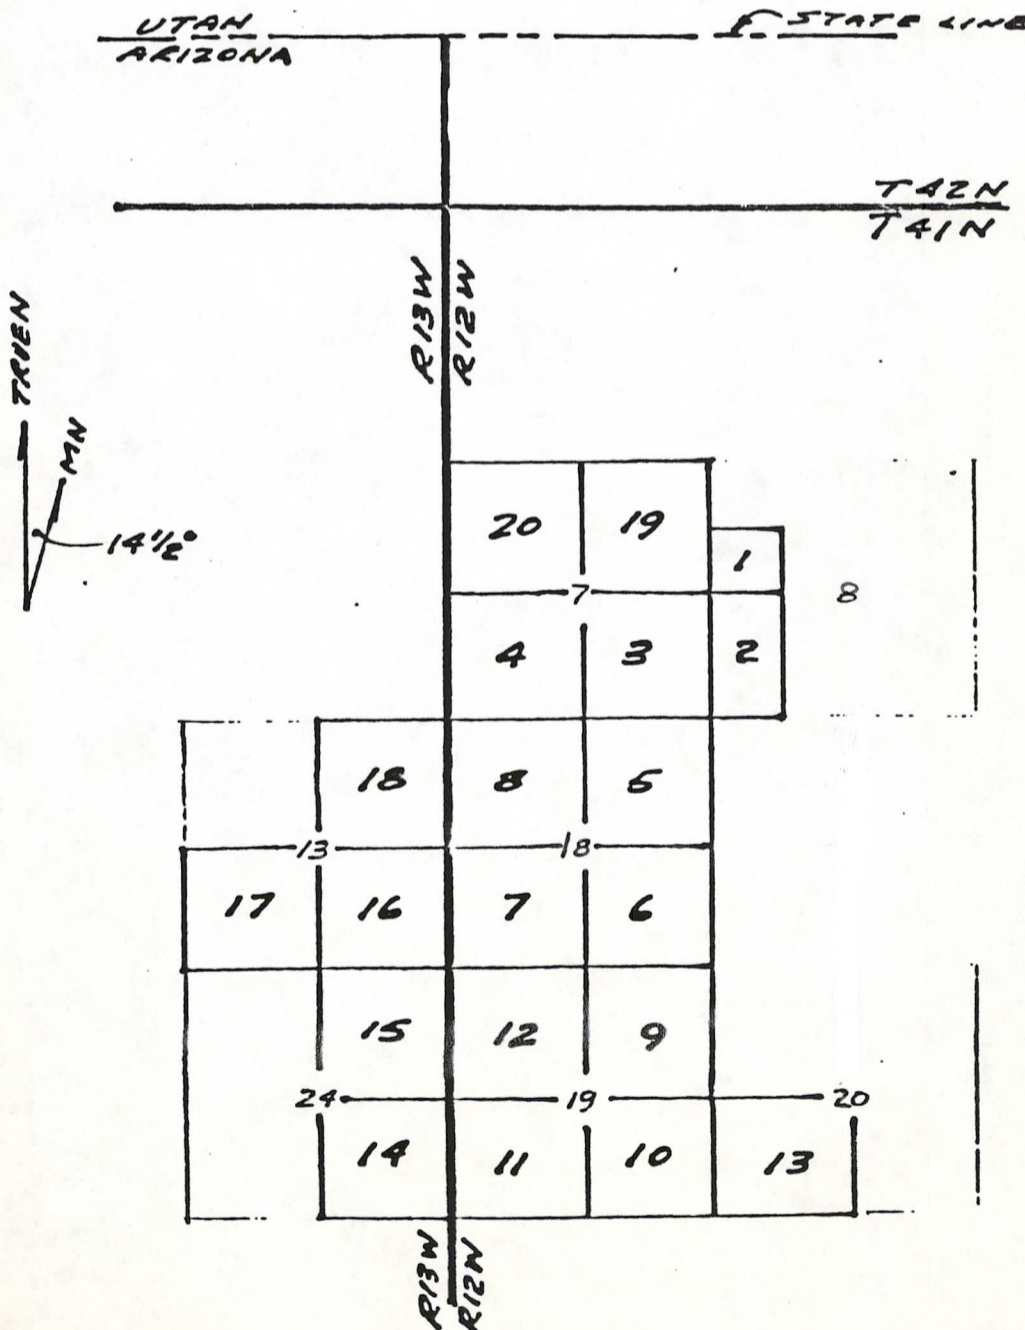 UTAH
STATE LINE
ARIZONA
T42N
T41N
R13W
R12W
TRUEN
MN
14½°
20 19
1
7
8
4 3 2
18 8 5
13 18
17 16 7 6
15 12 9
24 19 20
14 11 10 13
R13W
R12W